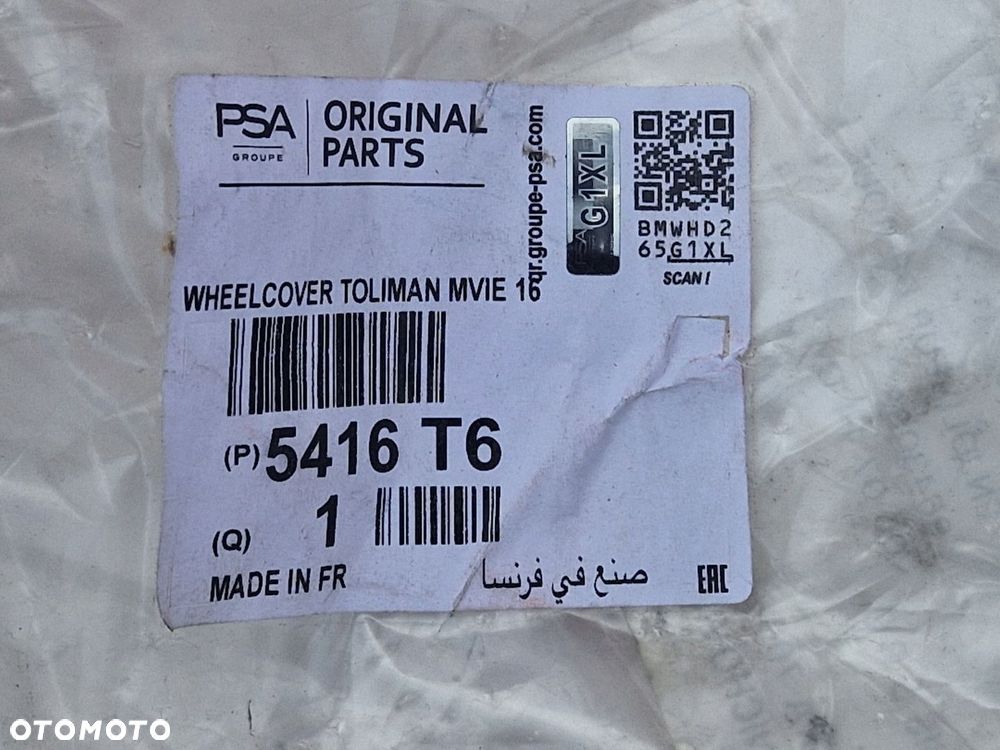 PSA
GROUPE
ORIGINAL
PARTS
qr.groupe-psa.com
G1XL
BMWHD2
65G1XL
SCAN !
WHEELCOVER TOLIMAN MVIE 16
(P) 5416 T6
(Q) 1
MADE IN FR
صنع في فرنسا
EAC
OTOMOTO